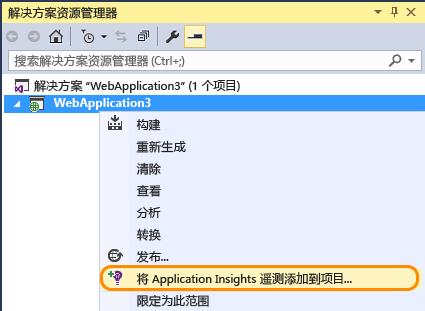 解决方案资源管理器
搜索解决方案资源管理器 (Ctrl+;)
解决方案 “WebApplication3” (1 个项目)
WebApplication3
构建
重新生成
清除
查看
分析
转换
发布...
将 Application Insights 遥测添加到项目...
限定为此范围